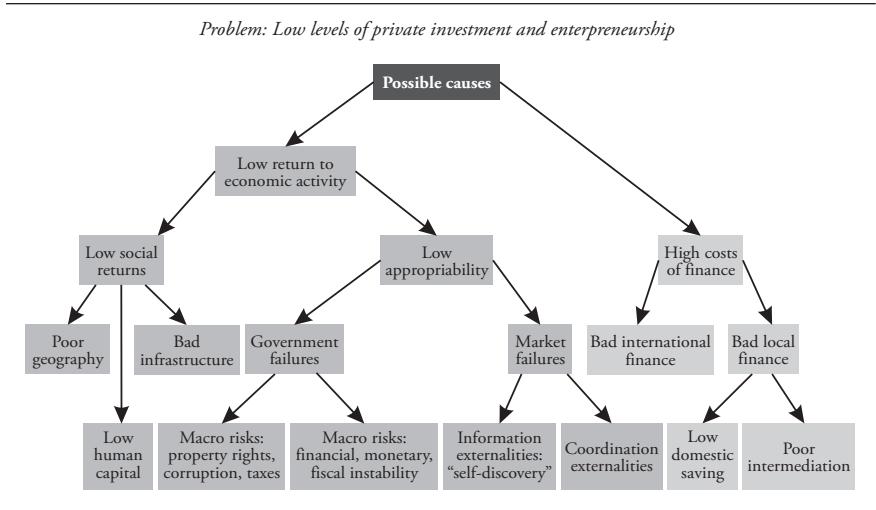 Problem: Low levels of private investment and enterpreneurship
Possible causes
Low return to
economic activity
Low social
returns
Low
appropriability
High costs
of finance
Poor
geography
Bad
infrastructure
Government
failures
Market
failures
Bad international
finance
Bad local
finance
Low
human
capital
Macro risks:
property rights,
corruption, taxes
Macro risks:
financial, monetary,
fiscal instability
Information
externalities:
“self-discovery”
Coordination
externalities
Low
domestic
saving
Poor
intermediation